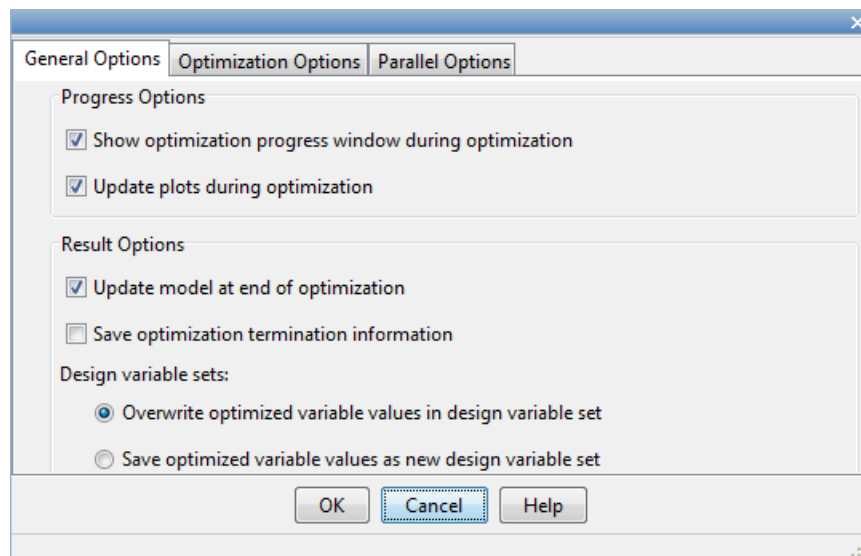 General Options Optimization Options Parallel Options
Progress Options
Show optimization progress window during optimization
Update plots during optimization
Result Options
Update model at end of optimization
Save optimization termination information
Design variable sets:
Overwrite optimized variable values in design variable set
Save optimized variable values as new design variable set
OK Cancel Help